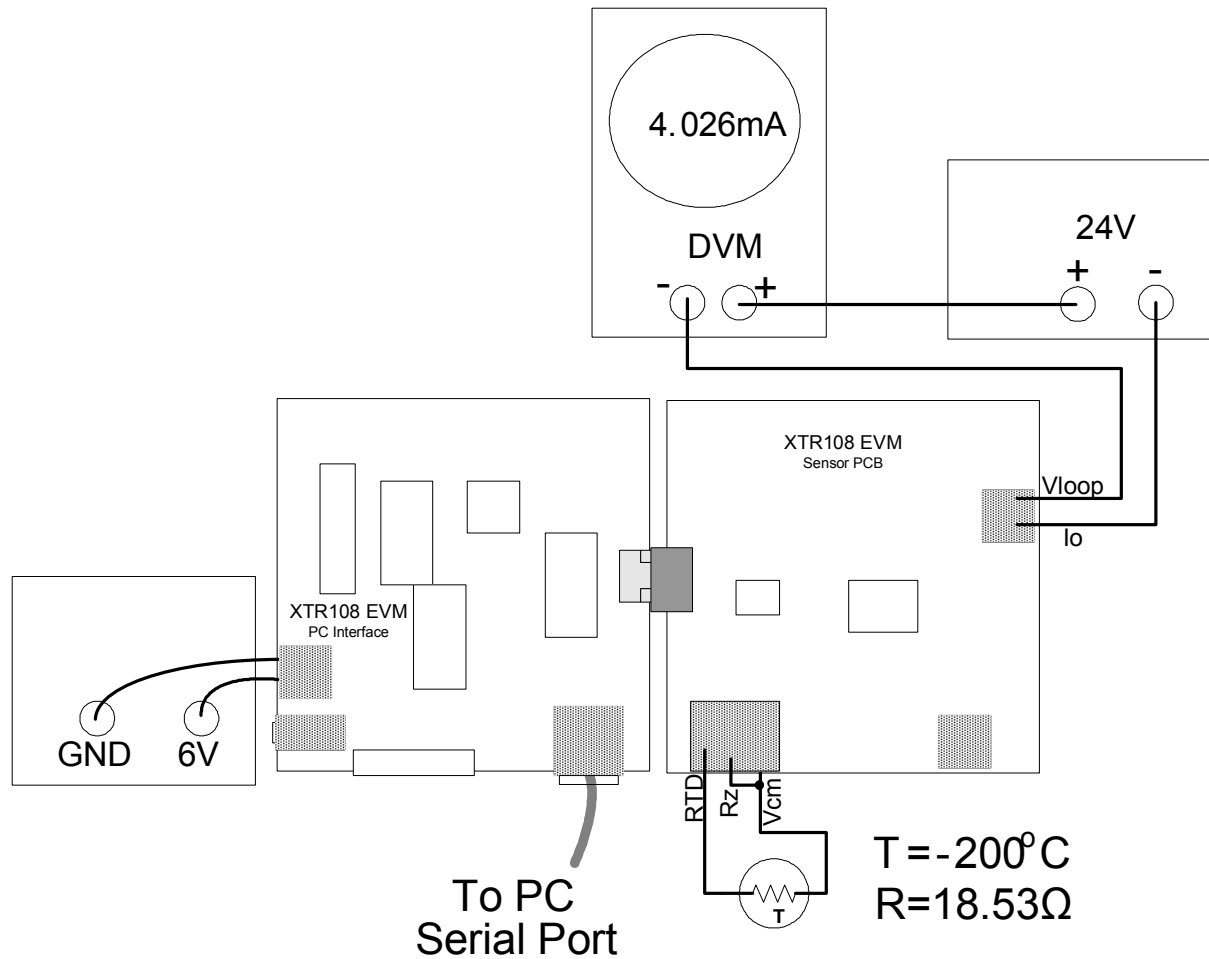 4.026mA
DVM
- +
24V
+ -
XTR108 EVM
Sensor PCB
Vloop
Io
XTR108 EVM
PC Interface
GND 6V
RTD
Rz
Vcm
T
T=-200°C
R=18.53Ω
To PC
Serial Port